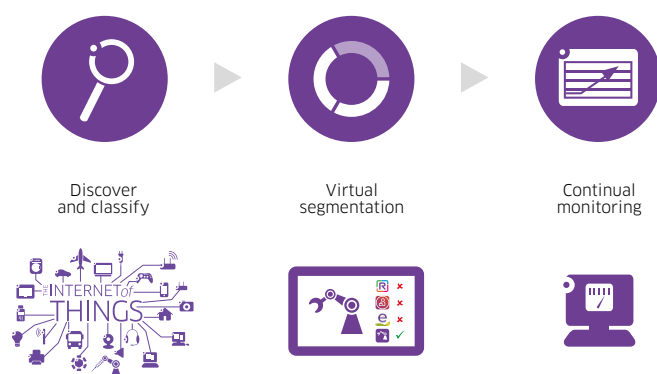 Discover
and classify
Virtual
segmentation
Continual
monitoring
THE INTERNET of
THINGS
R
e